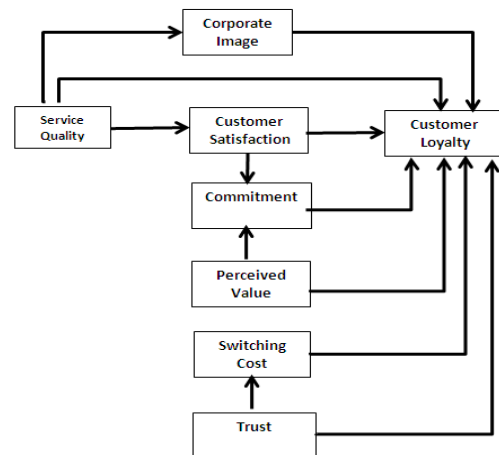 Corporate
Image
Service
Quality
Customer
Satisfaction
Customer
Loyalty
Commitment
Perceived
Value
Switching
Cost
Trust